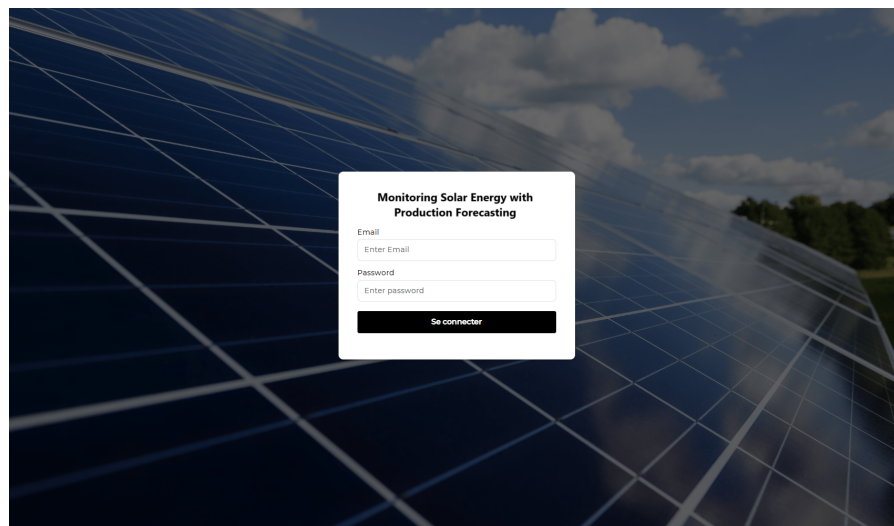 Monitoring Solar Energy with
Production Forecasting
Email
Enter Email
Password
Enter password
Se connecter